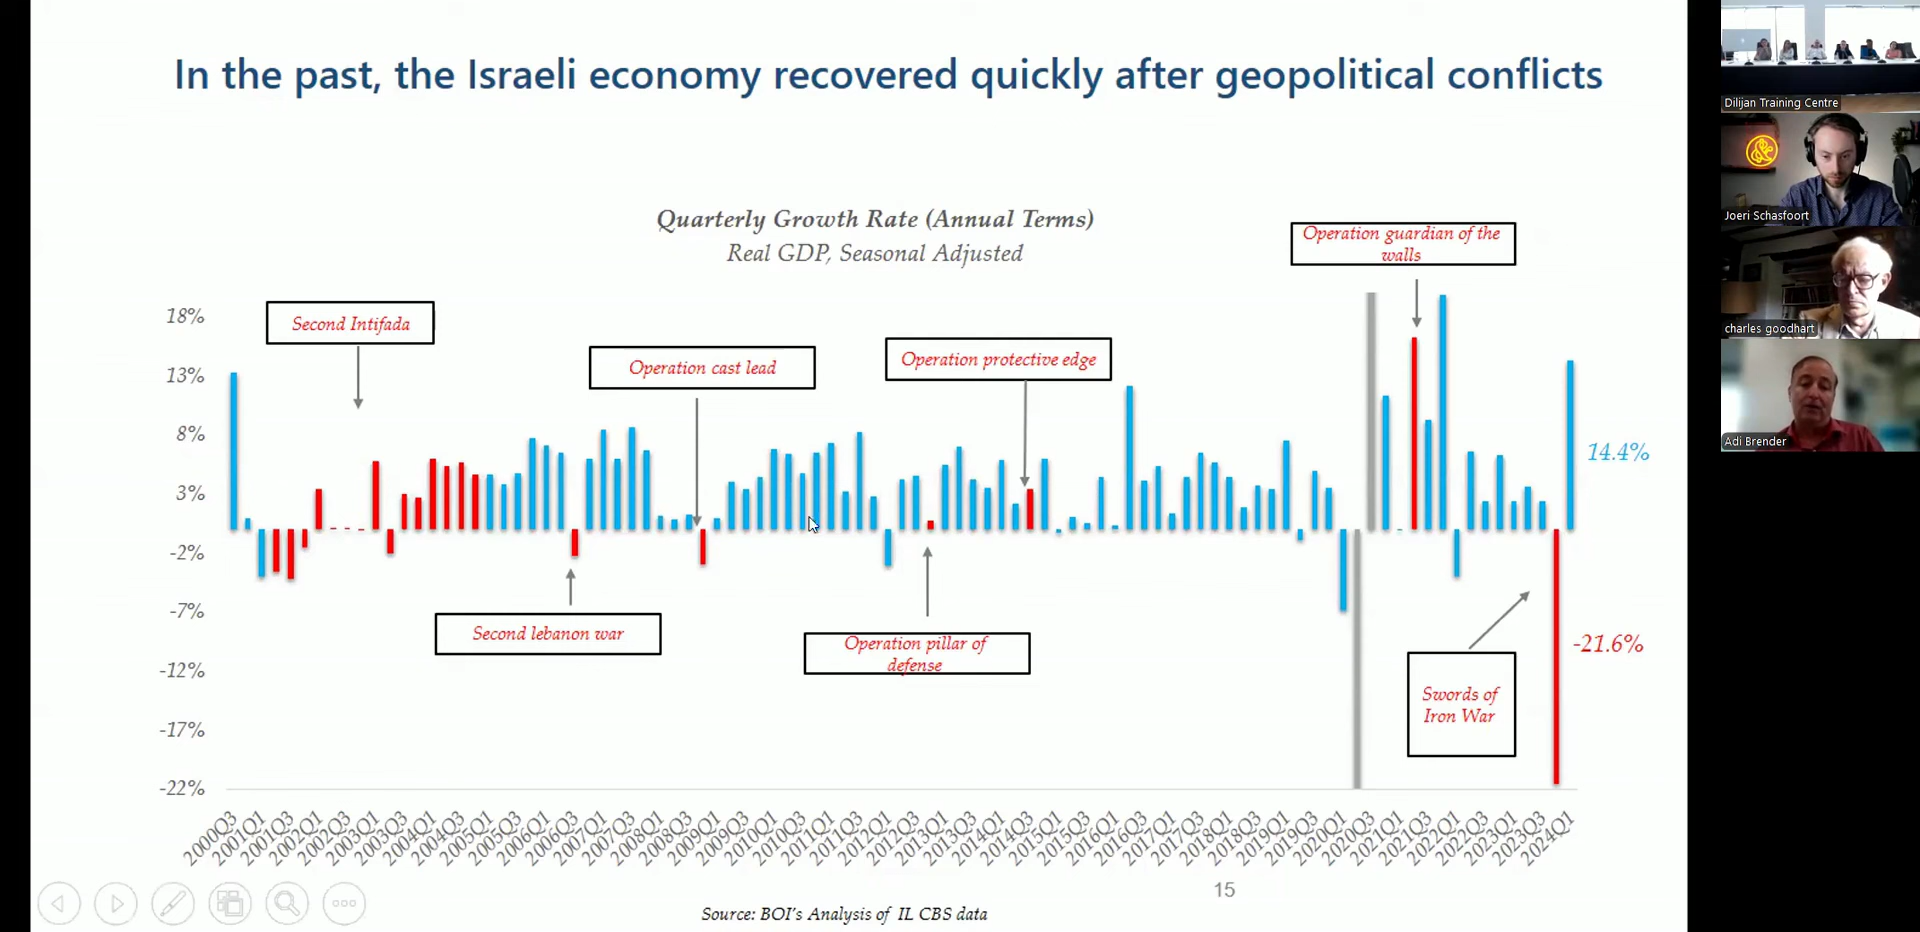 In the past, the Israeli economy recovered quickly after geopolitical conflicts
Quarterly Growth Rate (Annual Terms)
Real GDP, Seasonal Adjusted
Operation guardian of the
walls
Second Intifada
Operation cast lead
Operation protective edge
18%
13%
8%
3%
-2%
-7%
-12%
-17%
-22%
14.4%
-21.6%
Second lebanon war
Operation pillar of
defense
Swords of
Iron War
2000Q3
2001Q1
2001Q3
2002Q1
2002Q3
2003Q1
2003Q3
2004Q1
2004Q3
2005Q1
2005Q3
2006Q1
2006Q3
2007Q1
2007Q3
2008Q1
2008Q3
2009Q1
2009Q3
2010Q1
2010Q3
2011Q1
2011Q3
2012Q1
2012Q3
2013Q1
2013Q3
2014Q1
2014Q3
2015Q1
2015Q3
2016Q1
2016Q3
2017Q1
2017Q3
2018Q1
2018Q3
2019Q1
2019Q3
2020Q1
2020Q3
2021Q1
2021Q3
2022Q1
2022Q3
2023Q1
2023Q3
2024Q1
15
Source: BOI's Analysis of IL CBS data
Dilijan Training Centre
Joeri Schasfoort
charles goodhart
Adi Brender